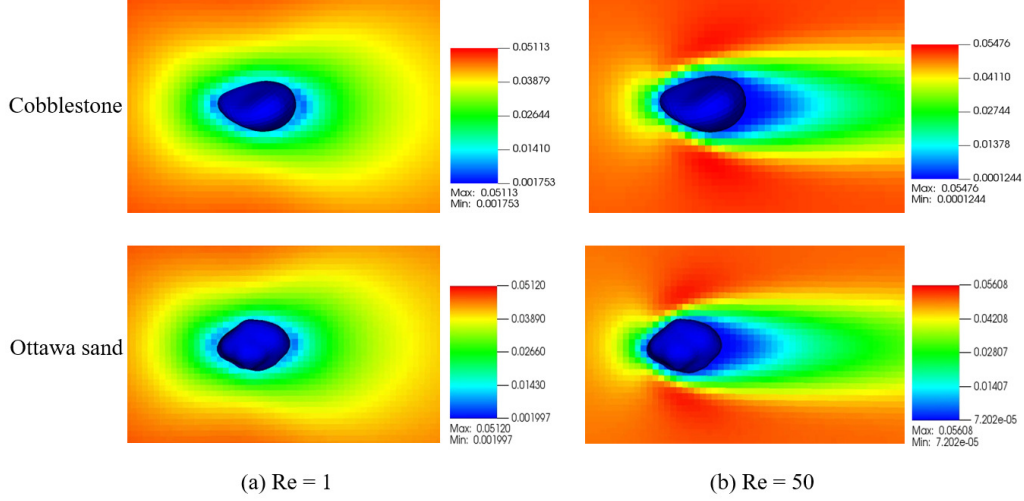 Cobblestone
0.05113
0.03879
0.02644
0.01410
0.001753
Max: 0.05113
Min: 0.001753
0.05476
0.04110
0.02744
0.01378
0.0001244
Max: 0.05476
Min: 0.0001244
Ottawa sand
0.05120
0.03890
0.02660
0.01430
0.001997
Max: 0.05120
Min: 0.001997
0.05608
0.04208
0.02807
0.01407
7.202e-05
Max: 0.05608
Min: 7.202e-05
(a) Re = 1
(b) Re = 50